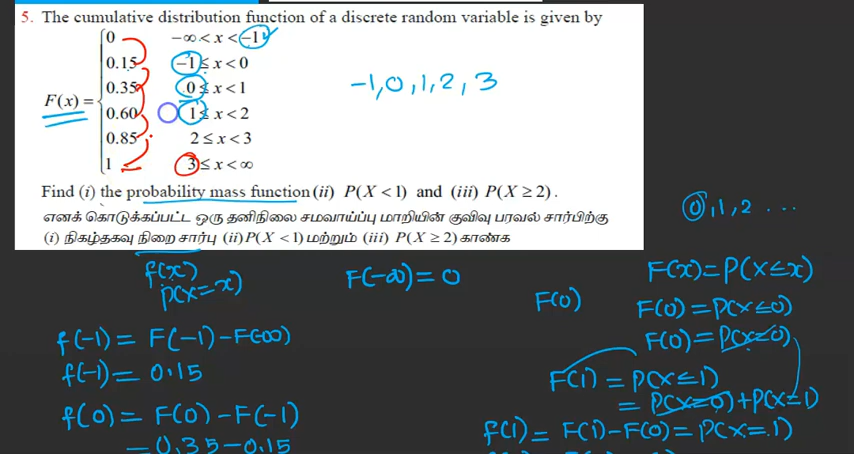 5. The cumulative distribution function of a discrete random variable is given by
F(x) =
0 −∞ < x < −1
0.15 −1 ≤ x < 0
0.35 0 ≤ x < 1
0.60 1 ≤ x < 2
0.85 2 ≤ x < 3
1 3 ≤ x < ∞
-1, 0, 1, 2, 3
Find (i) the probability mass function (ii) P(X < 1) and (iii) P(X ≥ 2).
எனக் கொடுக்கப்பட்ட ஒரு தனிநிலை சமவாய்ப்பு மாறியின் குவிவு பரவல் சார்பிற்கு
(i) நிகழ்தகவு நிறை சார்பு (ii) P(X < 1) மற்றும் (iii) P(X ≥ 2) காண்க
0, 1, 2 ...
f(x)
P(X = x)
F(-∞) = 0
f(-1) = F(-1) - F(-∞)
f(-1) = 0.15
f(0) = F(0) - F(-1)
= 0.35 - 0.15
F(0)
F(x) = P(X ≤ x)
F(0) = P(X ≤ 0)
F(0) = P(X = 0)
F(1) = P(X ≤ 1)
= P(X = 0) + P(X = 1)
f(1) = F(1) - F(0) = P(X = 1)